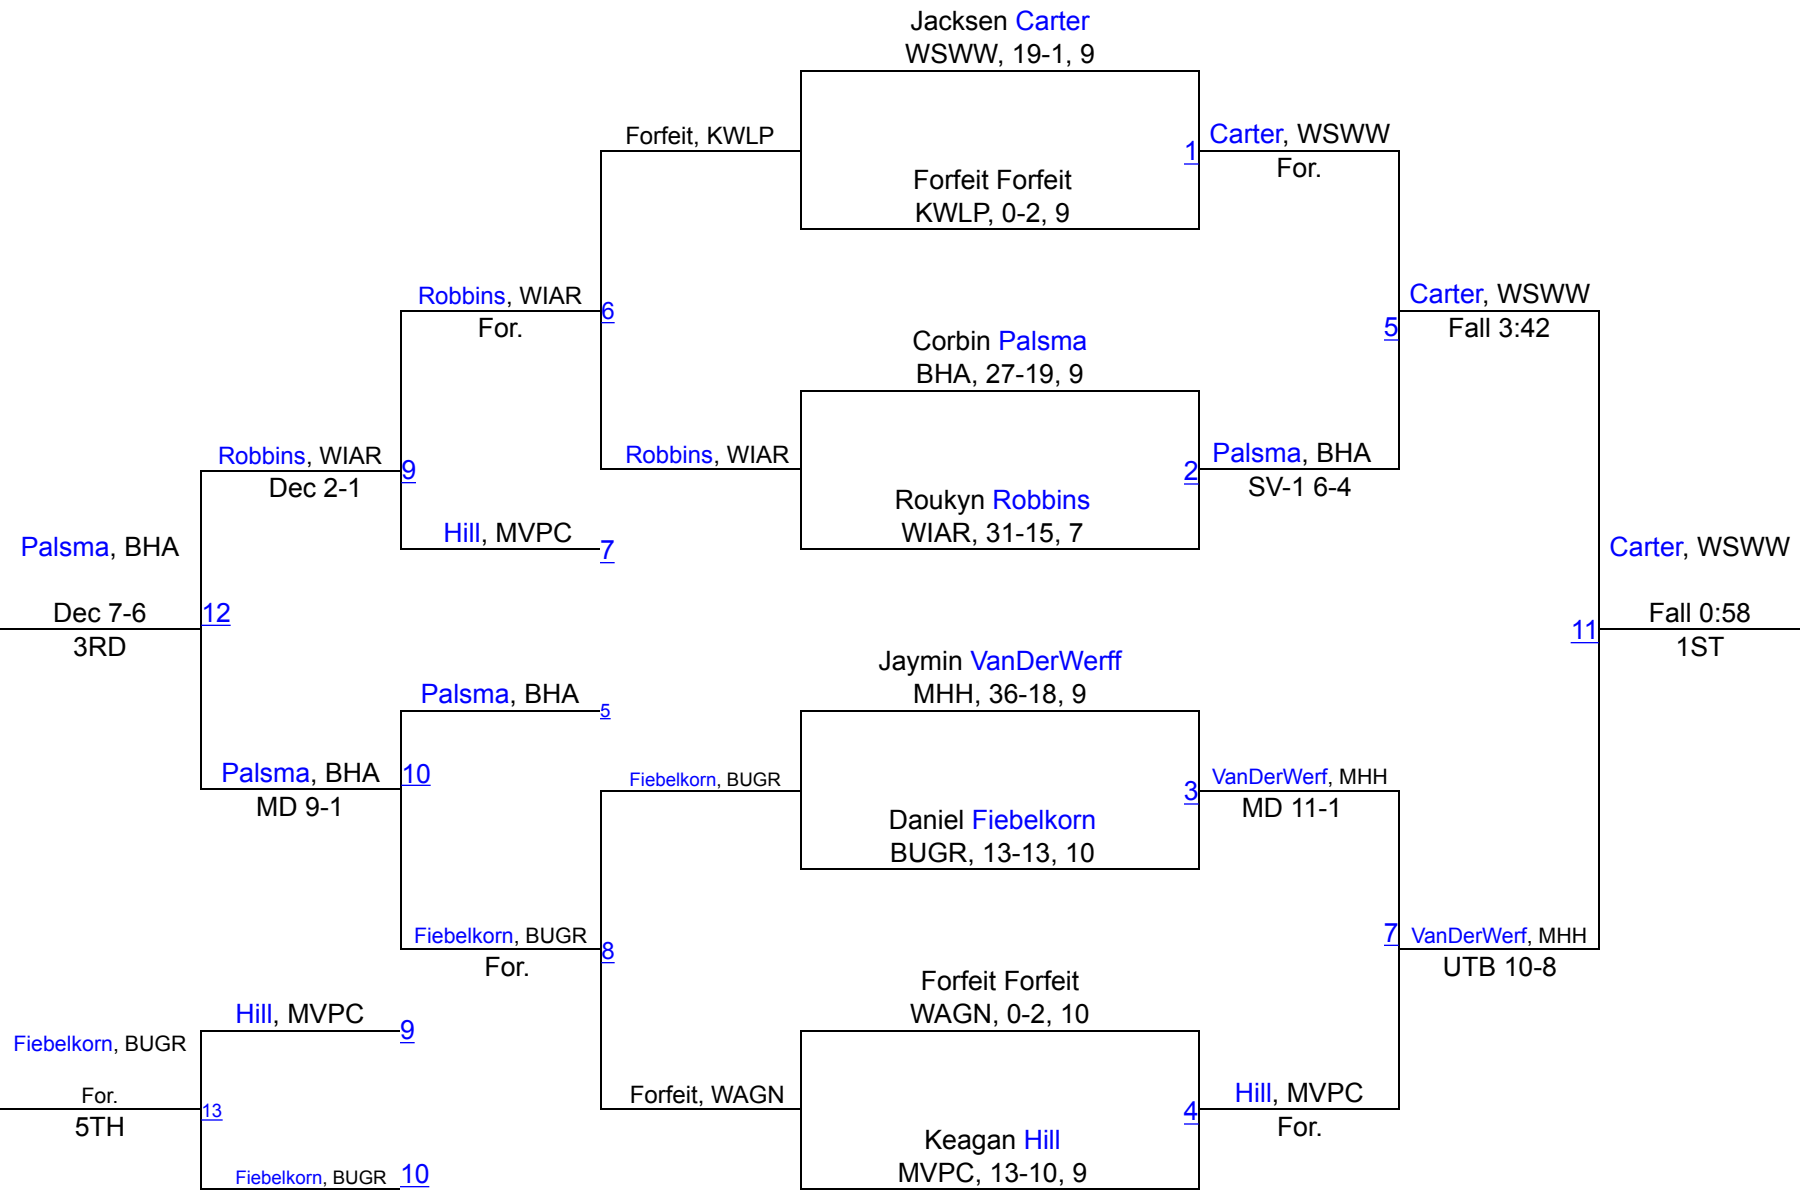 Jacksen Carter
WSWW, 19-1, 9
Forfeit, KWLP
1
Carter, WSWW
For.
Forfeit Forfeit
KWLP, 0-2, 9
Robbins, WIAR
For.
6
Carter, WSWW
Fall 3:42
5
Corbin Palsma
BHA, 27-19, 9
Robbins, WIAR
Dec 2-1
9
Robbins, WIAR
2
Palsma, BHA
SV-1 6-4
Roukyn Robbins
WIAR, 31-15, 7
Hill, MVPC
7
Palsma, BHA
Dec 7-6
3RD
12
Carter, WSWW
Fall 0:58
1ST
11
Jaymin VanDerWerff
MHH, 36-18, 9
Palsma, BHA
5
Palsma, BHA
MD 9-1
10
Fiebelkorn, BUGR
3
VanDerWerf, MHH
MD 11-1
Daniel Fiebelkorn
BUGR, 13-13, 10
Fiebelkorn, BUGR
For.
8
7
VanDerWerf, MHH
UTB 10-8
Forfeit Forfeit
WAGN, 0-2, 10
Hill, MVPC
9
Fiebelkorn, BUGR
For.
5TH
13
Forfeit, WAGN
4
Hill, MVPC
For.
Keagan Hill
MVPC, 13-10, 9
Fiebelkorn, BUGR
10